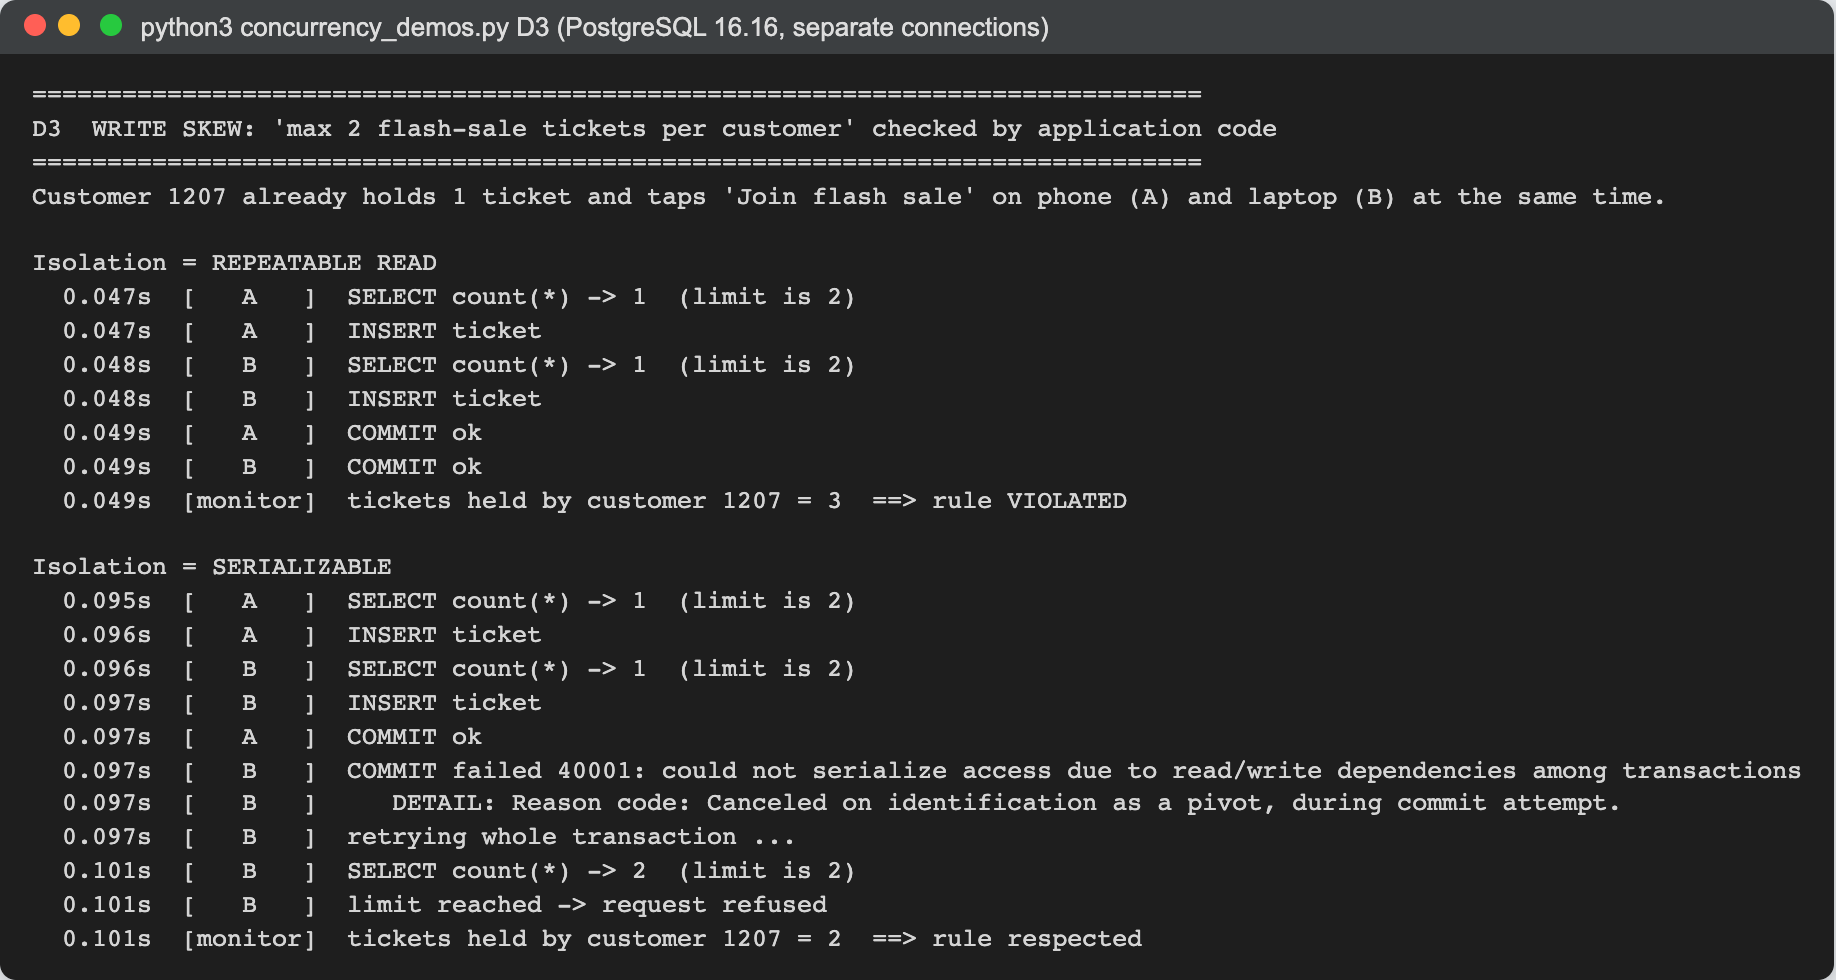 python3 concurrency_demos.py D3 (PostgreSQL 16.16, separate connections)
==============================================================================
D3  WRITE SKEW: 'max 2 flash-sale tickets per customer' checked by application code
==============================================================================
Customer 1207 already holds 1 ticket and taps 'Join flash sale' on phone (A) and laptop (B) at the same time.

Isolation = REPEATABLE READ
  0.047s  [   A   ]  SELECT count(*) -> 1  (limit is 2)
  0.047s  [   A   ]  INSERT ticket
  0.048s  [   B   ]  SELECT count(*) -> 1  (limit is 2)
  0.048s  [   B   ]  INSERT ticket
  0.049s  [   A   ]  COMMIT ok
  0.049s  [   B   ]  COMMIT ok
  0.049s  [monitor]  tickets held by customer 1207 = 3  ==> rule VIOLATED

Isolation = SERIALIZABLE
  0.095s  [   A   ]  SELECT count(*) -> 1  (limit is 2)
  0.096s  [   A   ]  INSERT ticket
  0.096s  [   B   ]  SELECT count(*) -> 1  (limit is 2)
  0.097s  [   B   ]  INSERT ticket
  0.097s  [   A   ]  COMMIT ok
  0.097s  [   B   ]  COMMIT failed 40001: could not serialize access due to read/write dependencies among transactions
  0.097s  [   B   ]     DETAIL: Reason code: Canceled on identification as a pivot, during commit attempt.
  0.097s  [   B   ]  retrying whole transaction ...
  0.101s  [   B   ]  SELECT count(*) -> 2  (limit is 2)
  0.101s  [   B   ]  limit reached -> request refused
  0.101s  [monitor]  tickets held by customer 1207 = 2  ==> rule respected